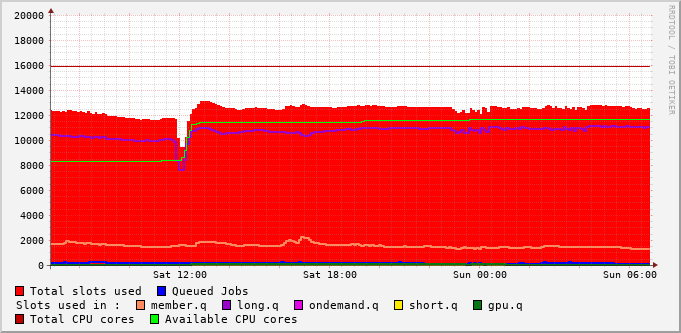 RRDTOOL / TOBI OETIKER
20000
18000
16000
14000
12000
10000
8000
6000
4000
2000
0
Sat 12:00 Sat 18:00 Sun 00:00 Sun 06:00
Total slots used Queued Jobs
Slots used in : member.q long.q ondemand.q short.q gpu.q
Total CPU cores Available CPU cores